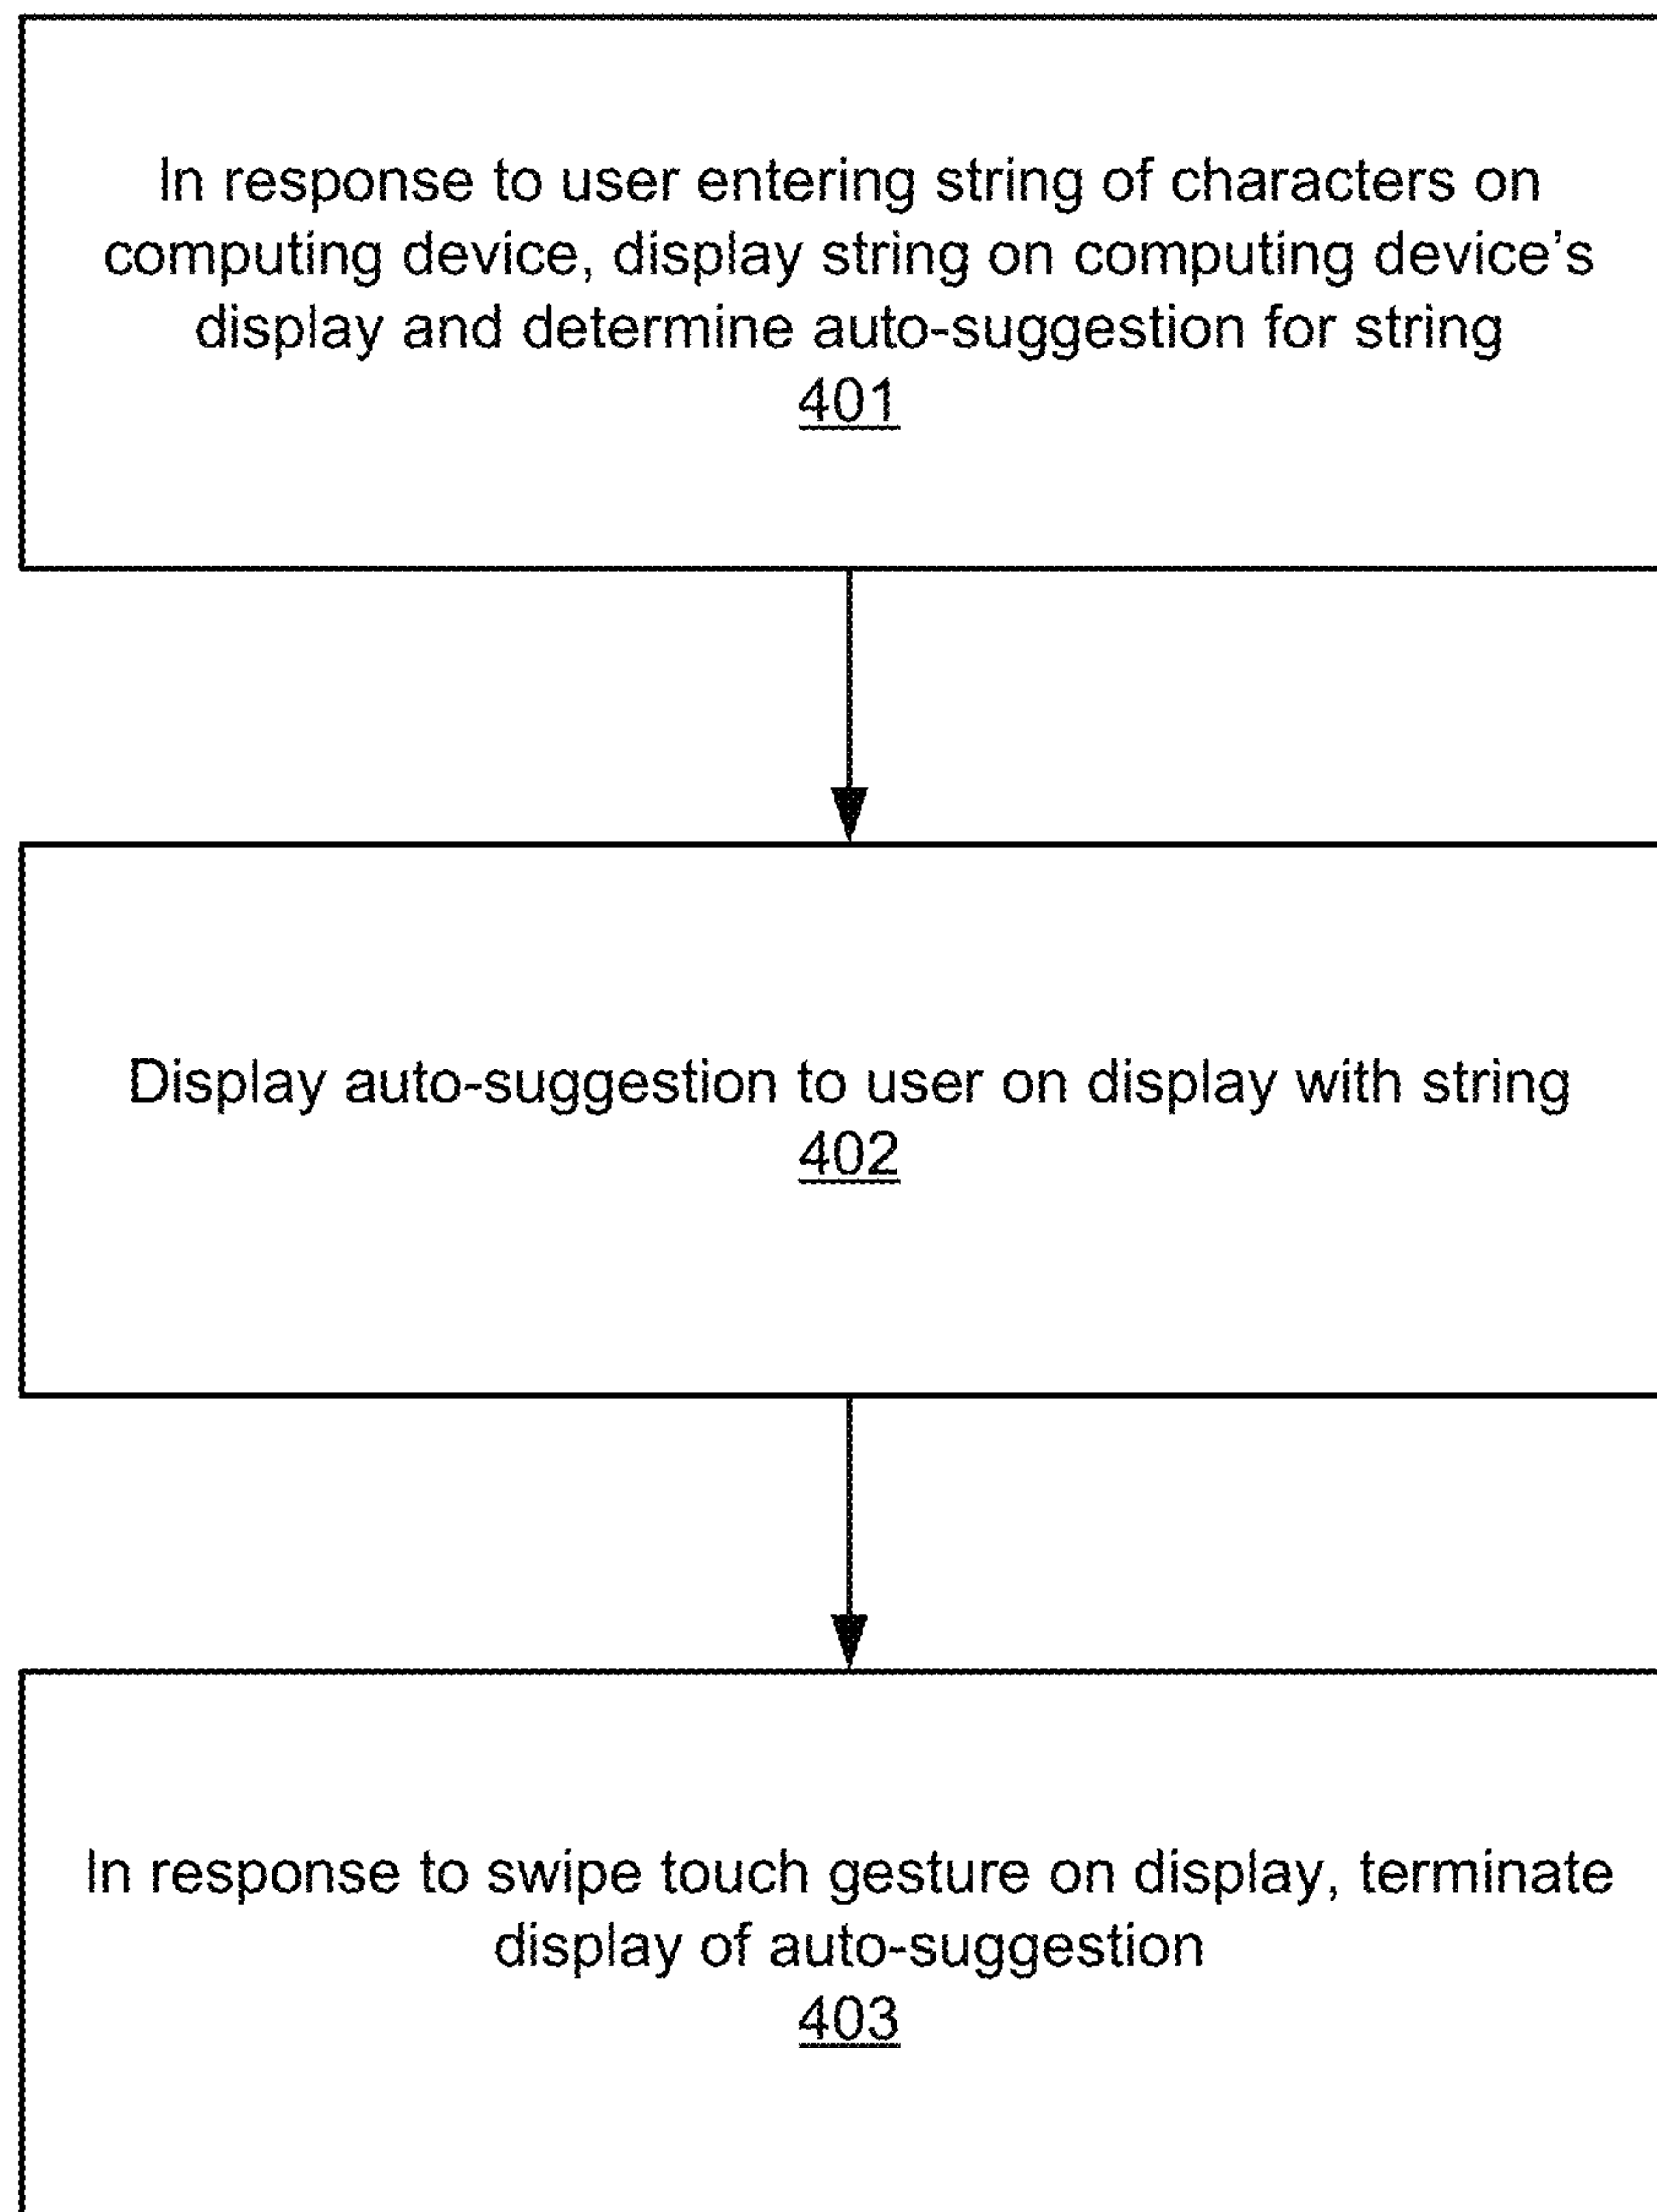 In response to user entering string of characters on
computing device, display string on computing device’s
display and determine auto-suggestion for string
401
Display auto-suggestion to user on display with string
402
In response to swipe touch gesture on display, terminate
display of auto-suggestion
403